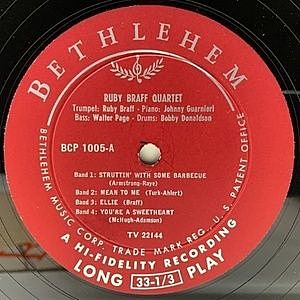 BETHLEHEM
RUBY BRAFF QUARTET
Trumpet: Ruby Braff - Piano: Johnny Guarnieri
Bass: Walter Page - Drums: Bobby Donaldson
BCP 1005-A
Band 1: STRUTTIN' WITH SOME BARBECUE
(Armstrong-Raye)
Band 2: MEAN TO ME (Turk-Ahlert)
Band 3: ELLIE (Braff)
Band 4: YOU'RE A SWEETHEART
(McHugh-Adamson)
TV 22144
BETHLEHEM MUSIC CORP. TRADE MARK REG. U. S. PATENT OFFICE
A HI-FIDELITY RECORDING
LONG 33-1/3 PLAY